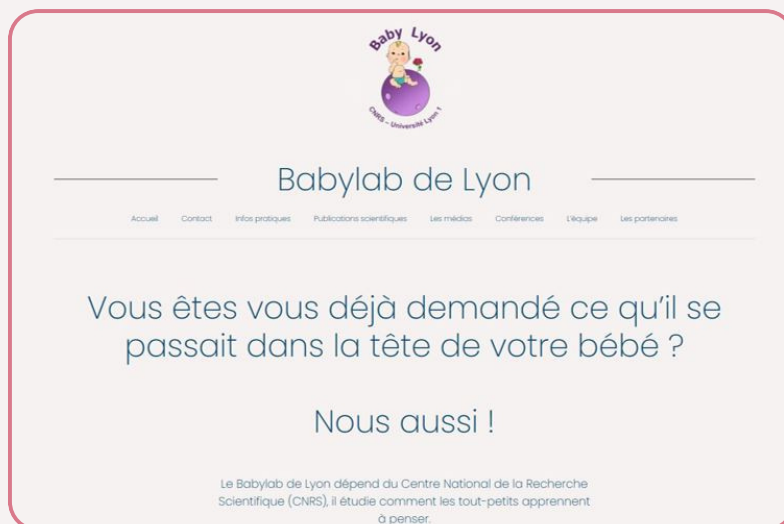 Baby Lyon
CNRS - Université Lyon 1
Babylab de Lyon
Accueil Contact Infos pratiques Publications scientifiques Les médias Conférences L'équipe Les partenaires
Vous êtes vous déjà demandé ce qu'il se
passait dans la tête de votre bébé ?
Nous aussi !
Le Babylab de Lyon dépend du Centre National de la Recherche
Scientifique (CNRS), il étudie comment les tout-petits apprennent
à penser.